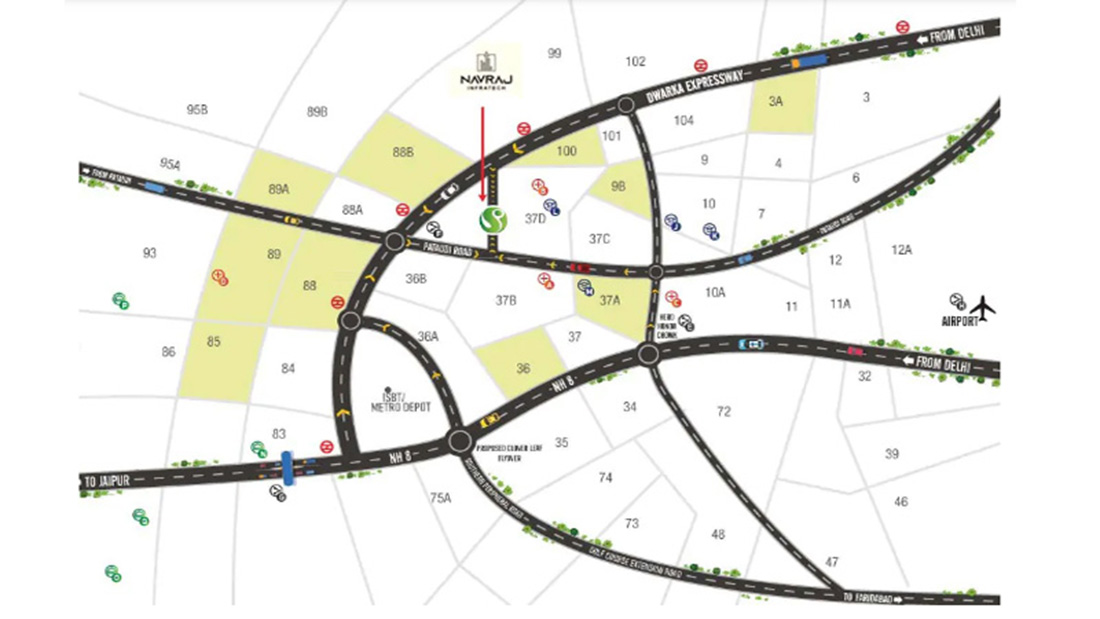 99
102
← FROM DELHI
DWARKA EXPRESSWAY
NAVRAJ
INFRATECH
3A
3
95B
89B
104
101
100
88B
95A
9
4
6
FROM PATAUDI
89A
9B
88A
37D
10
7
93
89
PATAUDI ROAD
37C
12
12A
88
36B
37B
37A
10A
11
11A
AIRPORT
HERO
HONDA
CHOWK
85
86
84
36A
37
36
← FROM DELHI
32
ISBT/
METRO DEPOT
NH 8
34
72
83
35
39
PROPOSED CLOVER LEAF
FLYOVER
TO JAIPUR
NH 8
75A
74
46
SOUTHERN PERIPHERAL ROAD
73
48
47
GOLF COURSE EXTENSION ROAD
TO FARIDABAD →